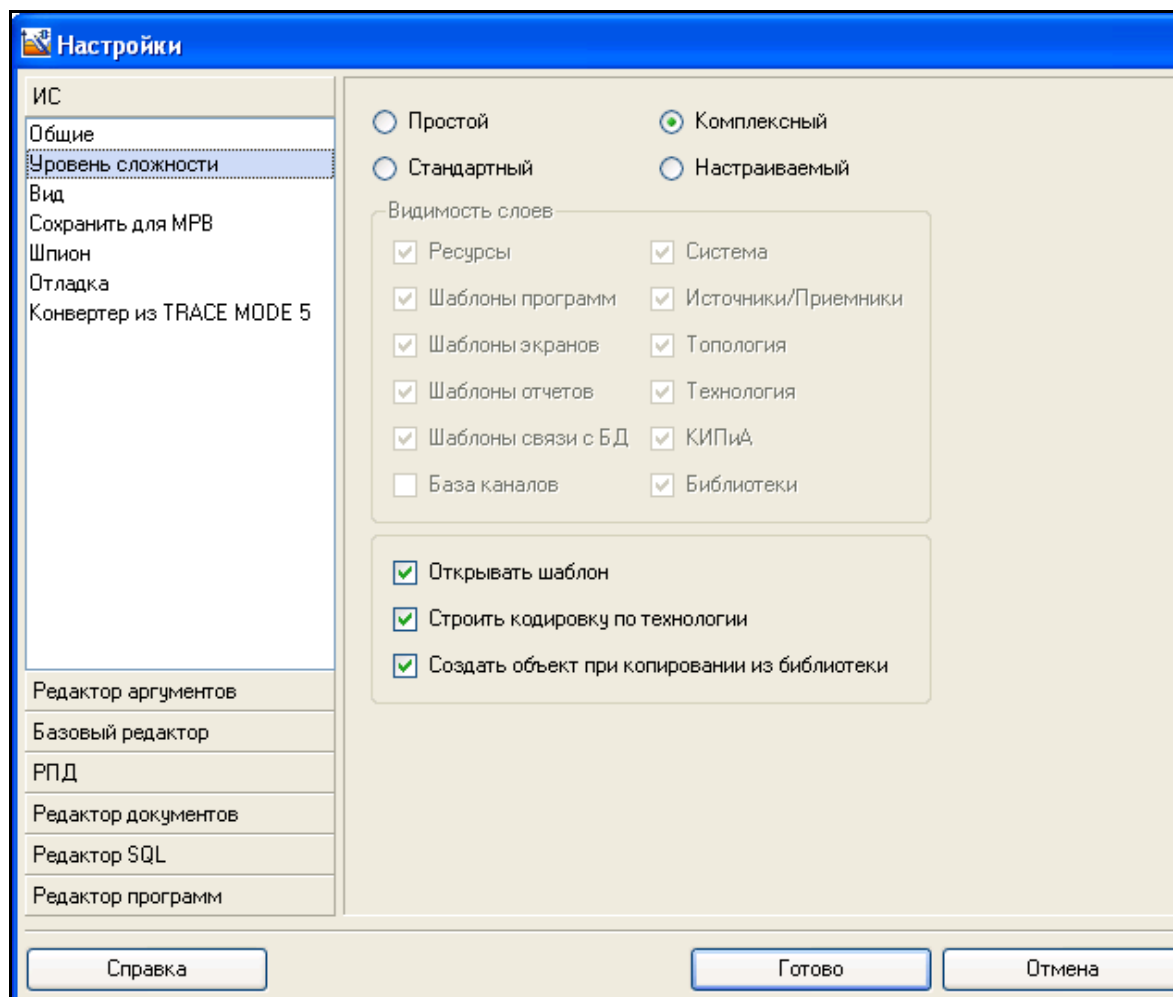 Настройки
ИС
Общие
Уровень сложности
Вид
Сохранить для МРВ
Шпион
Отладка
Конвертер из TRACE MODE 5
Редактор аргументов
Базовый редактор
РПД
Редактор документов
Редактор SQL
Редактор программ
Простой
Комплексный
Стандартный
Настраиваемый
Видимость слоев
Ресурсы
Система
Шаблоны программ
Источники/Приемники
Шаблоны экранов
Топология
Шаблоны отчетов
Технология
Шаблоны связи с БД
КИПиА
База каналов
Библиотеки
Открывать шаблон
Строить кодировку по технологии
Создать объект при копировании из библиотеки
Справка
Готово
Отмена